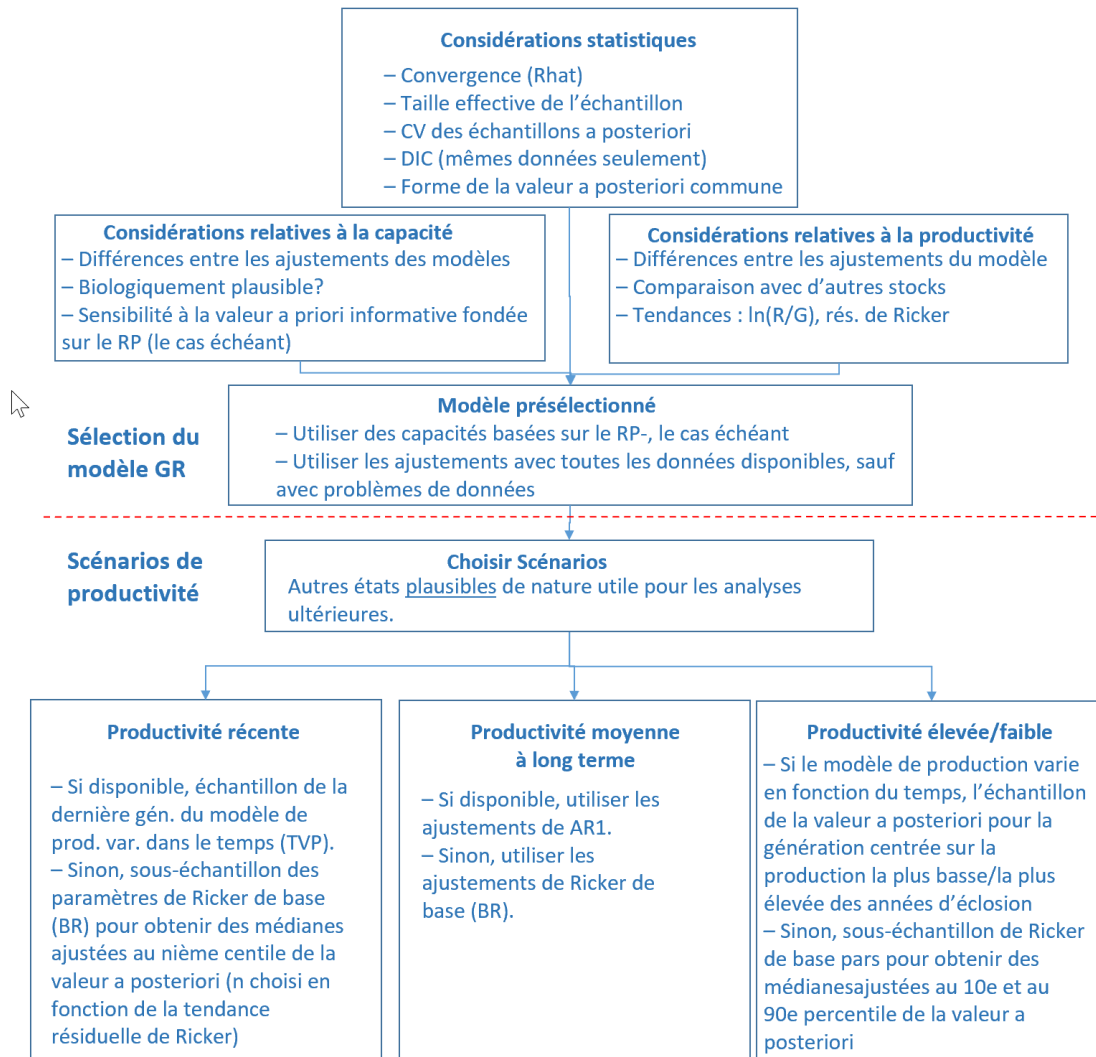 Considérations statistiques
– Convergence (Rhat)
– Taille effective de l’échantillon
– CV des échantillons a posteriori
– DIC (mêmes données seulement)
– Forme de la valeur a posteriori commune
Considérations relatives à la capacité
– Différences entre les ajustements des modèles
– Biologiquement plausible?
– Sensibilité à la valeur a priori informative fondée
sur le RP (le cas échéant)
Considérations relatives à la productivité
– Différences entre les ajustements du modèle
– Comparaison avec d’autres stocks
– Tendances : ln(R/G), rés. de Ricker
Sélection du
modèle GR
Modèle présélectionné
– Utiliser des capacités basées sur le RP-, le cas échéant
– Utiliser les ajustements avec toutes les données disponibles, sauf
avec problèmes de données
Scénarios de
productivité
Choisir Scénarios
Autres états plausibles de nature utile pour les analyses
ultérieures.
Productivité récente
– Si disponible, échantillon de la
dernière gén. du modèle de
prod. var. dans le temps (TVP).
– Sinon, sous-échantillon des
paramètres de Ricker de base
(BR) pour obtenir des médianes
ajustées au nième centile de la
valeur a posteriori (n choisi en
fonction de la tendance
résiduelle de Ricker)
Productivité moyenne
à long terme
– Si disponible, utiliser les
ajustements de AR1.
– Sinon, utiliser les
ajustements de Ricker de
base (BR).
Productivité élevée/faible
– Si le modèle de production varie
en fonction du temps, l’échantillon
de la valeur a posteriori pour la
génération centrée sur la
production la plus basse/la plus
élevée des années d’éclosion
– Sinon, sous-échantillon de Ricker
de base pars pour obtenir des
médianesajustées au 10e et au
90e percentile de la valeur a
posteriori